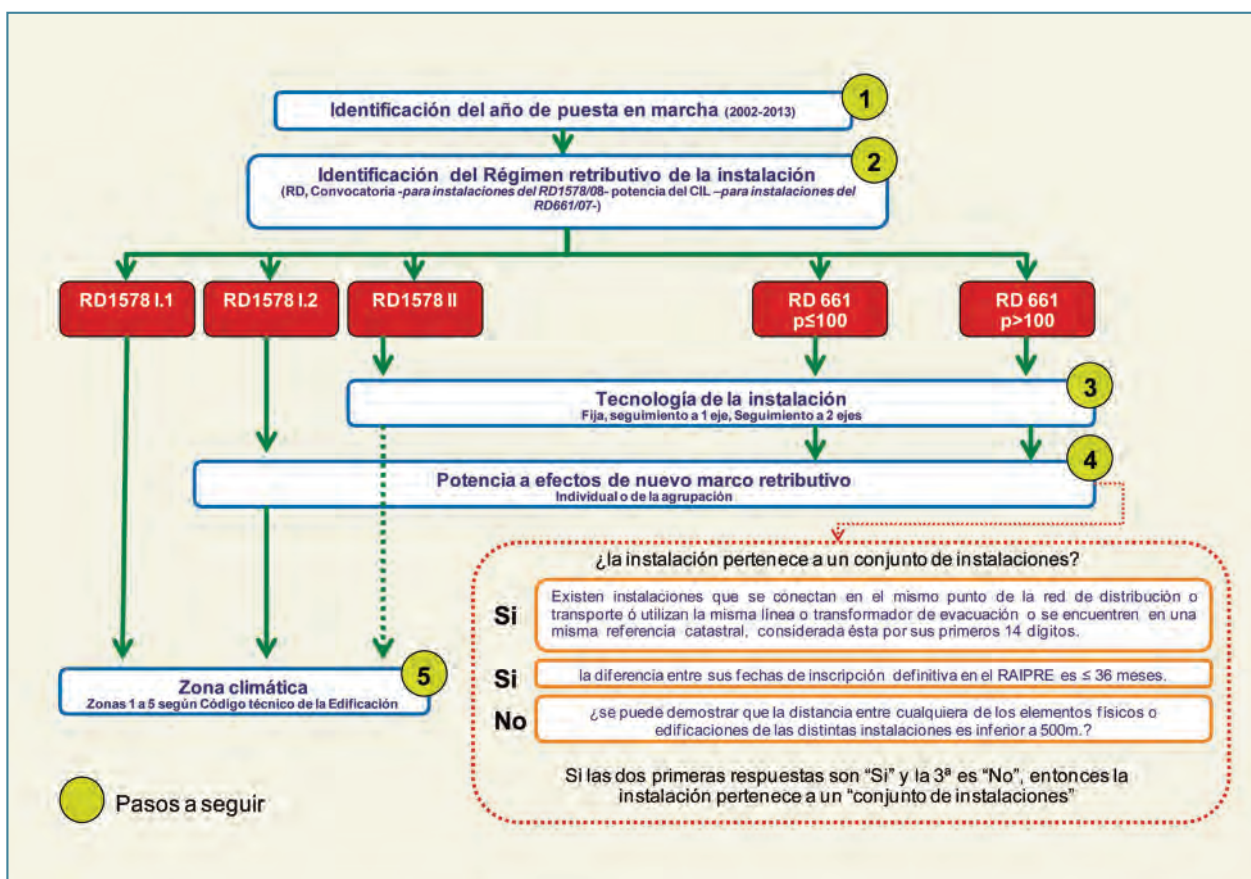 1
Identificación del año de puesta en marcha (2002-2013)
2
Identificación del Régimen retributivo de la instalación
(RD, Convocatoria -para instalaciones del RD1578/08- potencia del CIL –para instalaciones del
RD661/07-)
RD1578 I.1
RD1578 I.2
RD1578 II
RD 661
p≤100
RD 661
p>100
3
Tecnología de la instalación
Fija, seguimiento a 1 eje, Seguimiento a 2 ejes
4
Potencia a efectos de nuevo marco retributivo
Individual o de la agrupación
¿la instalación pertenece a un conjunto de instalaciones?
Si
Existen instalaciones que se conectan en el mismo punto de la red de distribución o
transporte ó utilizan la misma línea o transformador de evacuación o se encuentren en una
misma referencia catastral, considerada ésta por sus primeros 14 dígitos.
Si
la diferencia entre sus fechas de inscripción definitiva en el RAIPRE es ≤ 36 meses.
No
¿se puede demostrar que la distancia entre cualquiera de los elementos físicos o
edificaciones de las distintas instalaciones es inferior a 500m.?
Si las dos primeras respuestas son “Si” y la 3ª es “No”, entonces la
instalación pertenece a un “conjunto de instalaciones”
5
Zona climática
Zonas 1 a 5 según Código técnico de la Edificación
Pasos a seguir